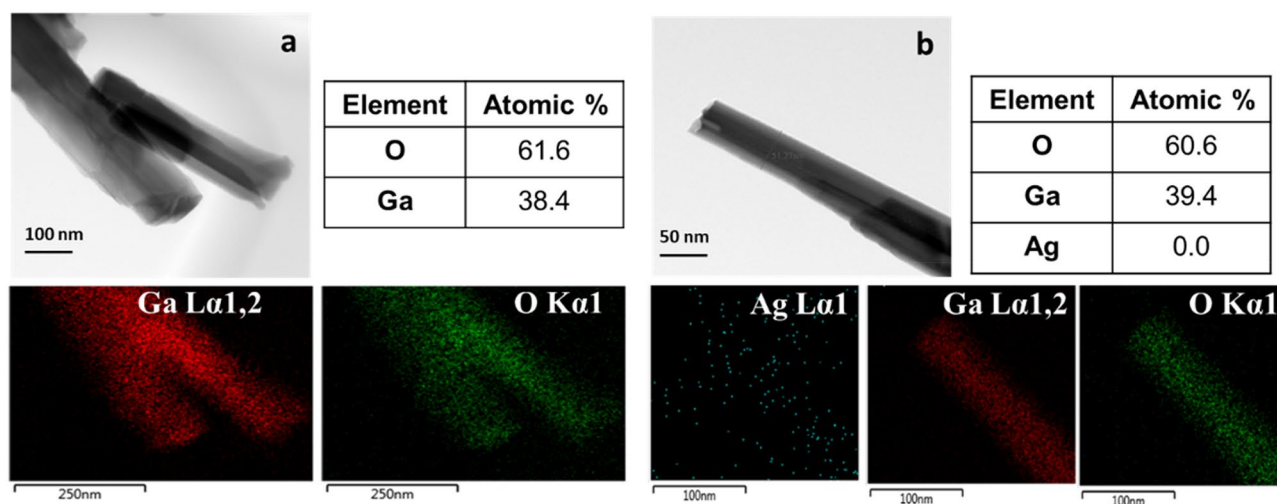 a
Element Atomic %
O 61.6
Ga 38.4
100 nm
Ga Lα1,2
O Kα1
250nm
250nm
b
Element Atomic %
O 60.6
Ga 39.4
Ag 0.0
50 nm
Ag Lα1
Ga Lα1,2
O Kα1
100nm
100nm
100nm